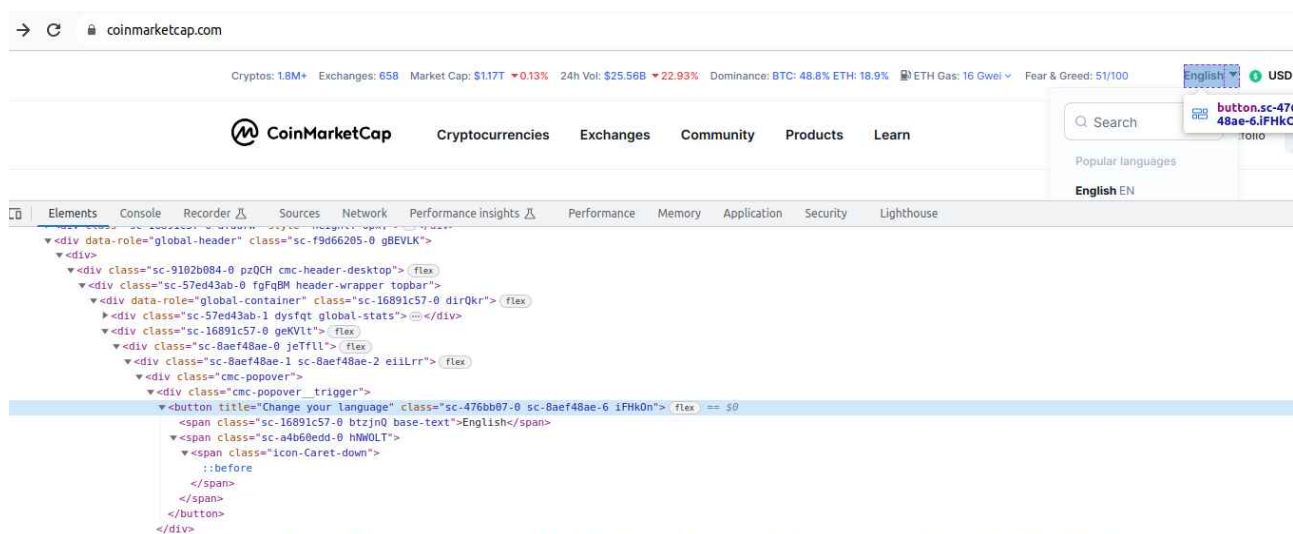 coinmarketcap.com
Cryptos: 1.8M+ Exchanges: 658 Market Cap: $1.17T ▼0.13% 24h Vol: $25.56B ▼22.93% Dominance: BTC: 48.8% ETH: 18.9% ETH Gas: 16 Gwei Fear & Greed: 51/100 English USD
button.sc-476
48ae-6.iFHkO
CoinMarketCap Cryptocurrencies Exchanges Community Products Learn Search
Popular languages
English EN
Elements Console Recorder Sources Network Performance insights Performance Memory Application Security Lighthouse
▼<div data-role="global-header" class="sc-f9d66205-0 gBEVLK">
▼<div>
▼<div class="sc-9102b084-0 pzQCH cmc-header-desktop"> flex
▼<div class="sc-57ed43ab-0 fgFqBM header-wrapper topbar">
▼<div data-role="global-container" class="sc-16891c57-0 dirQkr"> flex
▶<div class="sc-57ed43ab-1 dysfqt global-stats">…</div>
▼<div class="sc-16891c57-0 geKVlt"> flex
▼<div class="sc-8aef48ae-0 jeTfll"> flex
▼<div class="sc-8aef48ae-1 sc-8aef48ae-2 eiiLrr"> flex
▼<div class="cmc-popover">
▼<div class="cmc-popover__trigger">
▼<button title="Change your language" class="sc-476bb07-0 sc-8aef48ae-6 iFHkOn"> flex == $0
<span class="sc-16891c57-0 btzjnQ base-text">English</span>
▼<span class="sc-a4b60edd-0 hNWOLT">
▼<span class="icon-Caret-down">
::before
</span>
</span>
</button>
</div>